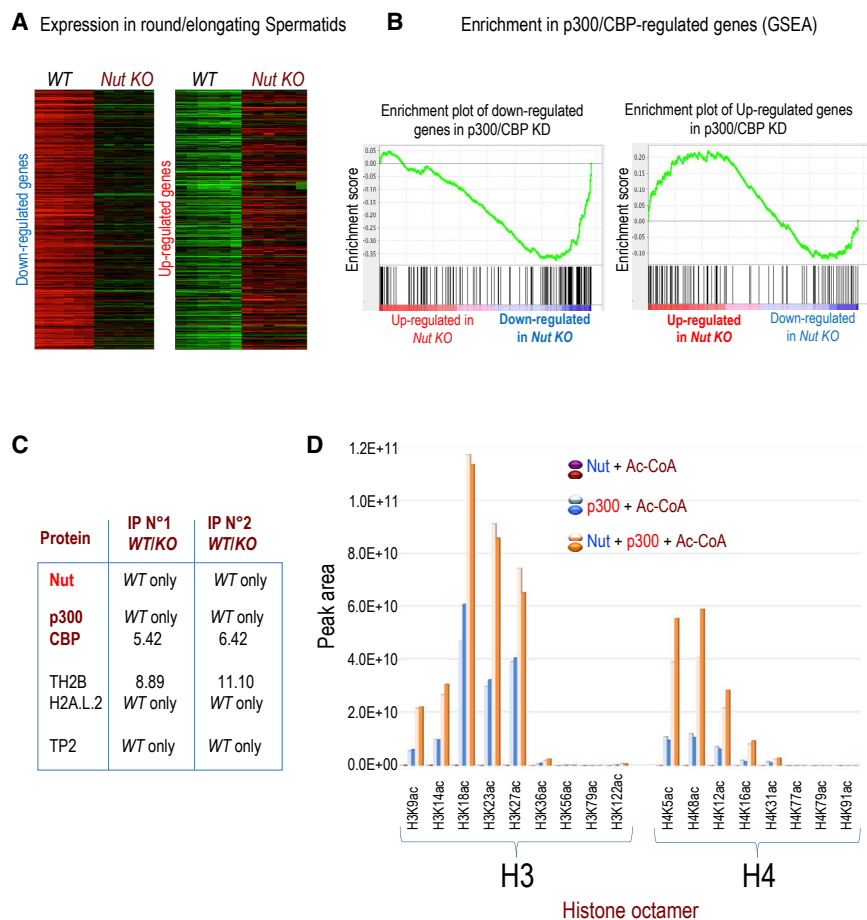 A Expression in round/elongating Spermatids
WT Nut KO WT Nut KO
Down-regulated genes
Up-regulated genes
B Enrichment in p300/CBP-regulated genes (GSEA)
Enrichment plot of down-regulated
genes in p300/CBP KD
Enrichment score
0.05
0.00
-0.05
-0.10
-0.15
-0.20
-0.25
-0.30
-0.35
Up-regulated in
Nut KO
Down-regulated
in Nut KO
Enrichment plot of Up-regulated genes
in p300/CBP KD
Enrichment score
0.20
0.15
0.10
0.05
0.00
-0.05
-0.10
Up-regulated
in Nut KO
Down-regulated
in Nut KO
C
Protein IP N°1 WT/KO IP N°2 WT/KO
Nut WT only WT only
p300 WT only WT only
CBP 5.42 6.42
TH2B 8.89 11.10
H2A.L.2 WT only WT only
TP2 WT only WT only
D
Peak area
1.2E+11
1.0E+11
8.0E+10
6.0E+10
4.0E+10
2.0E+10
0.0E+00
Nut + Ac-CoA
p300 + Ac-CoA
Nut + p300 + Ac-CoA
H3K9ac
H3K14ac
H3K18ac
H3K23ac
H3K27ac
H3K36ac
H3K56ac
H3K79ac
H3K122ac
H4K5ac
H4K8ac
H4K12ac
H4K16ac
H4K31ac
H4K77ac
H4K79ac
H4K91ac
H3 H4
Histone octamer